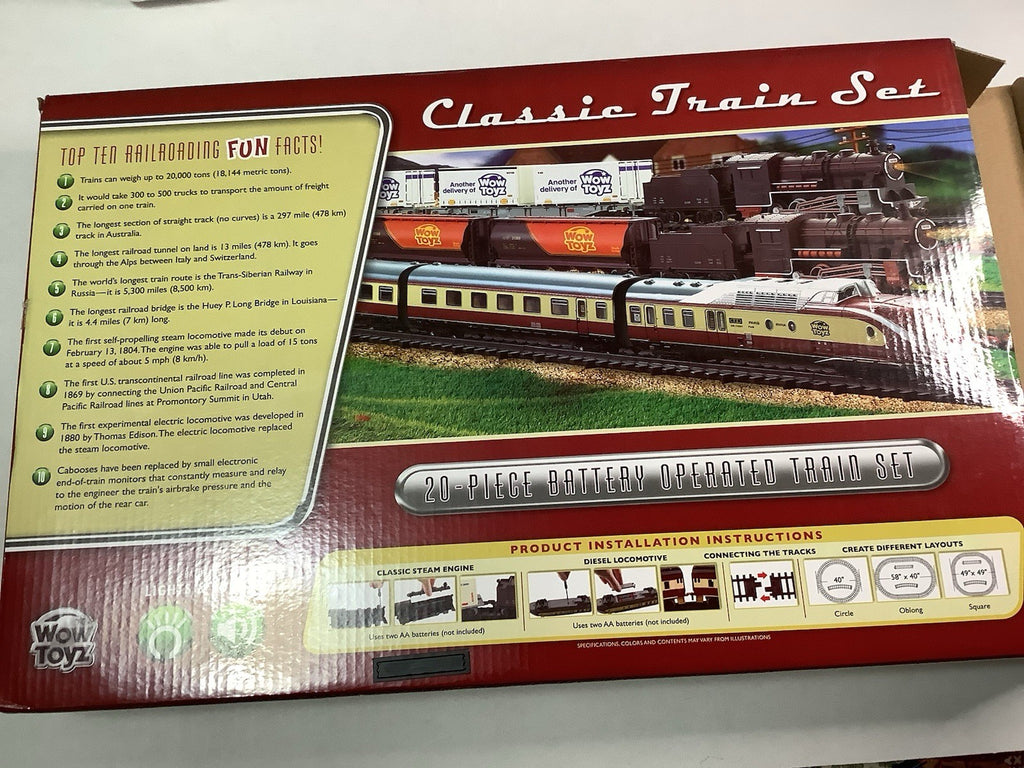 Classic Train Set
TOP TEN RAILROADING FUN FACTS!
1 Trains can weigh up to 20,000 tons (18,144 metric tons).
2 It would take 300 to 500 trucks to transport the amount of freight
carried on one train.
3 The longest section of straight track (no curves) is a 297 mile (478 km)
track in Australia.
4 The longest railroad tunnel on land is 13 miles (478 km). It goes
through the Alps between Italy and Switzerland.
5 The world's longest train route is the Trans-Siberian Railway in
Russia—it is 5,300 miles (8,500 km).
6 The longest railroad bridge is the Huey P. Long Bridge in Louisiana—
it is 4.4 miles (7 km) long.
7 The first self-propelling steam locomotive made its debut on
February 13, 1804. The engine was able to pull a load of 15 tons
at a speed of about 5 mph (8 km/h).
8 The first U.S. transcontinental railroad line was completed in
1869 by connecting the Union Pacific Railroad and Central
Pacific Railroad lines at Promontory Summit in Utah.
9 The first experimental electric locomotive was developed in
1880 by Thomas Edison. The electric locomotive replaced
the steam locomotive.
10 Cabooses have been replaced by small electronic
end-of-train monitors that constantly measure and relay
to the engineer the train's airbrake pressure and the
motion of the rear car.
WOW TOYZ
Another delivery of WOW TOYZ
Another delivery of WOW TOYZ
WOW TOYZ
WOW TOYZ
WOW TOYZ
20-PIECE BATTERY OPERATED TRAIN SET
PRODUCT INSTALLATION INSTRUCTIONS
CLASSIC STEAM ENGINE
DIESEL LOCOMOTIVE
CONNECTING THE TRACKS
CREATE DIFFERENT LAYOUTS
40"
58" x 40"
49" x 49"
Circle
Oblong
Square
Uses two AA batteries (not included)
Uses two AA batteries (not included)
SPECIFICATIONS, COLORS AND CONTENTS MAY VARY FROM ILLUSTRATIONS
WOW TOYZ